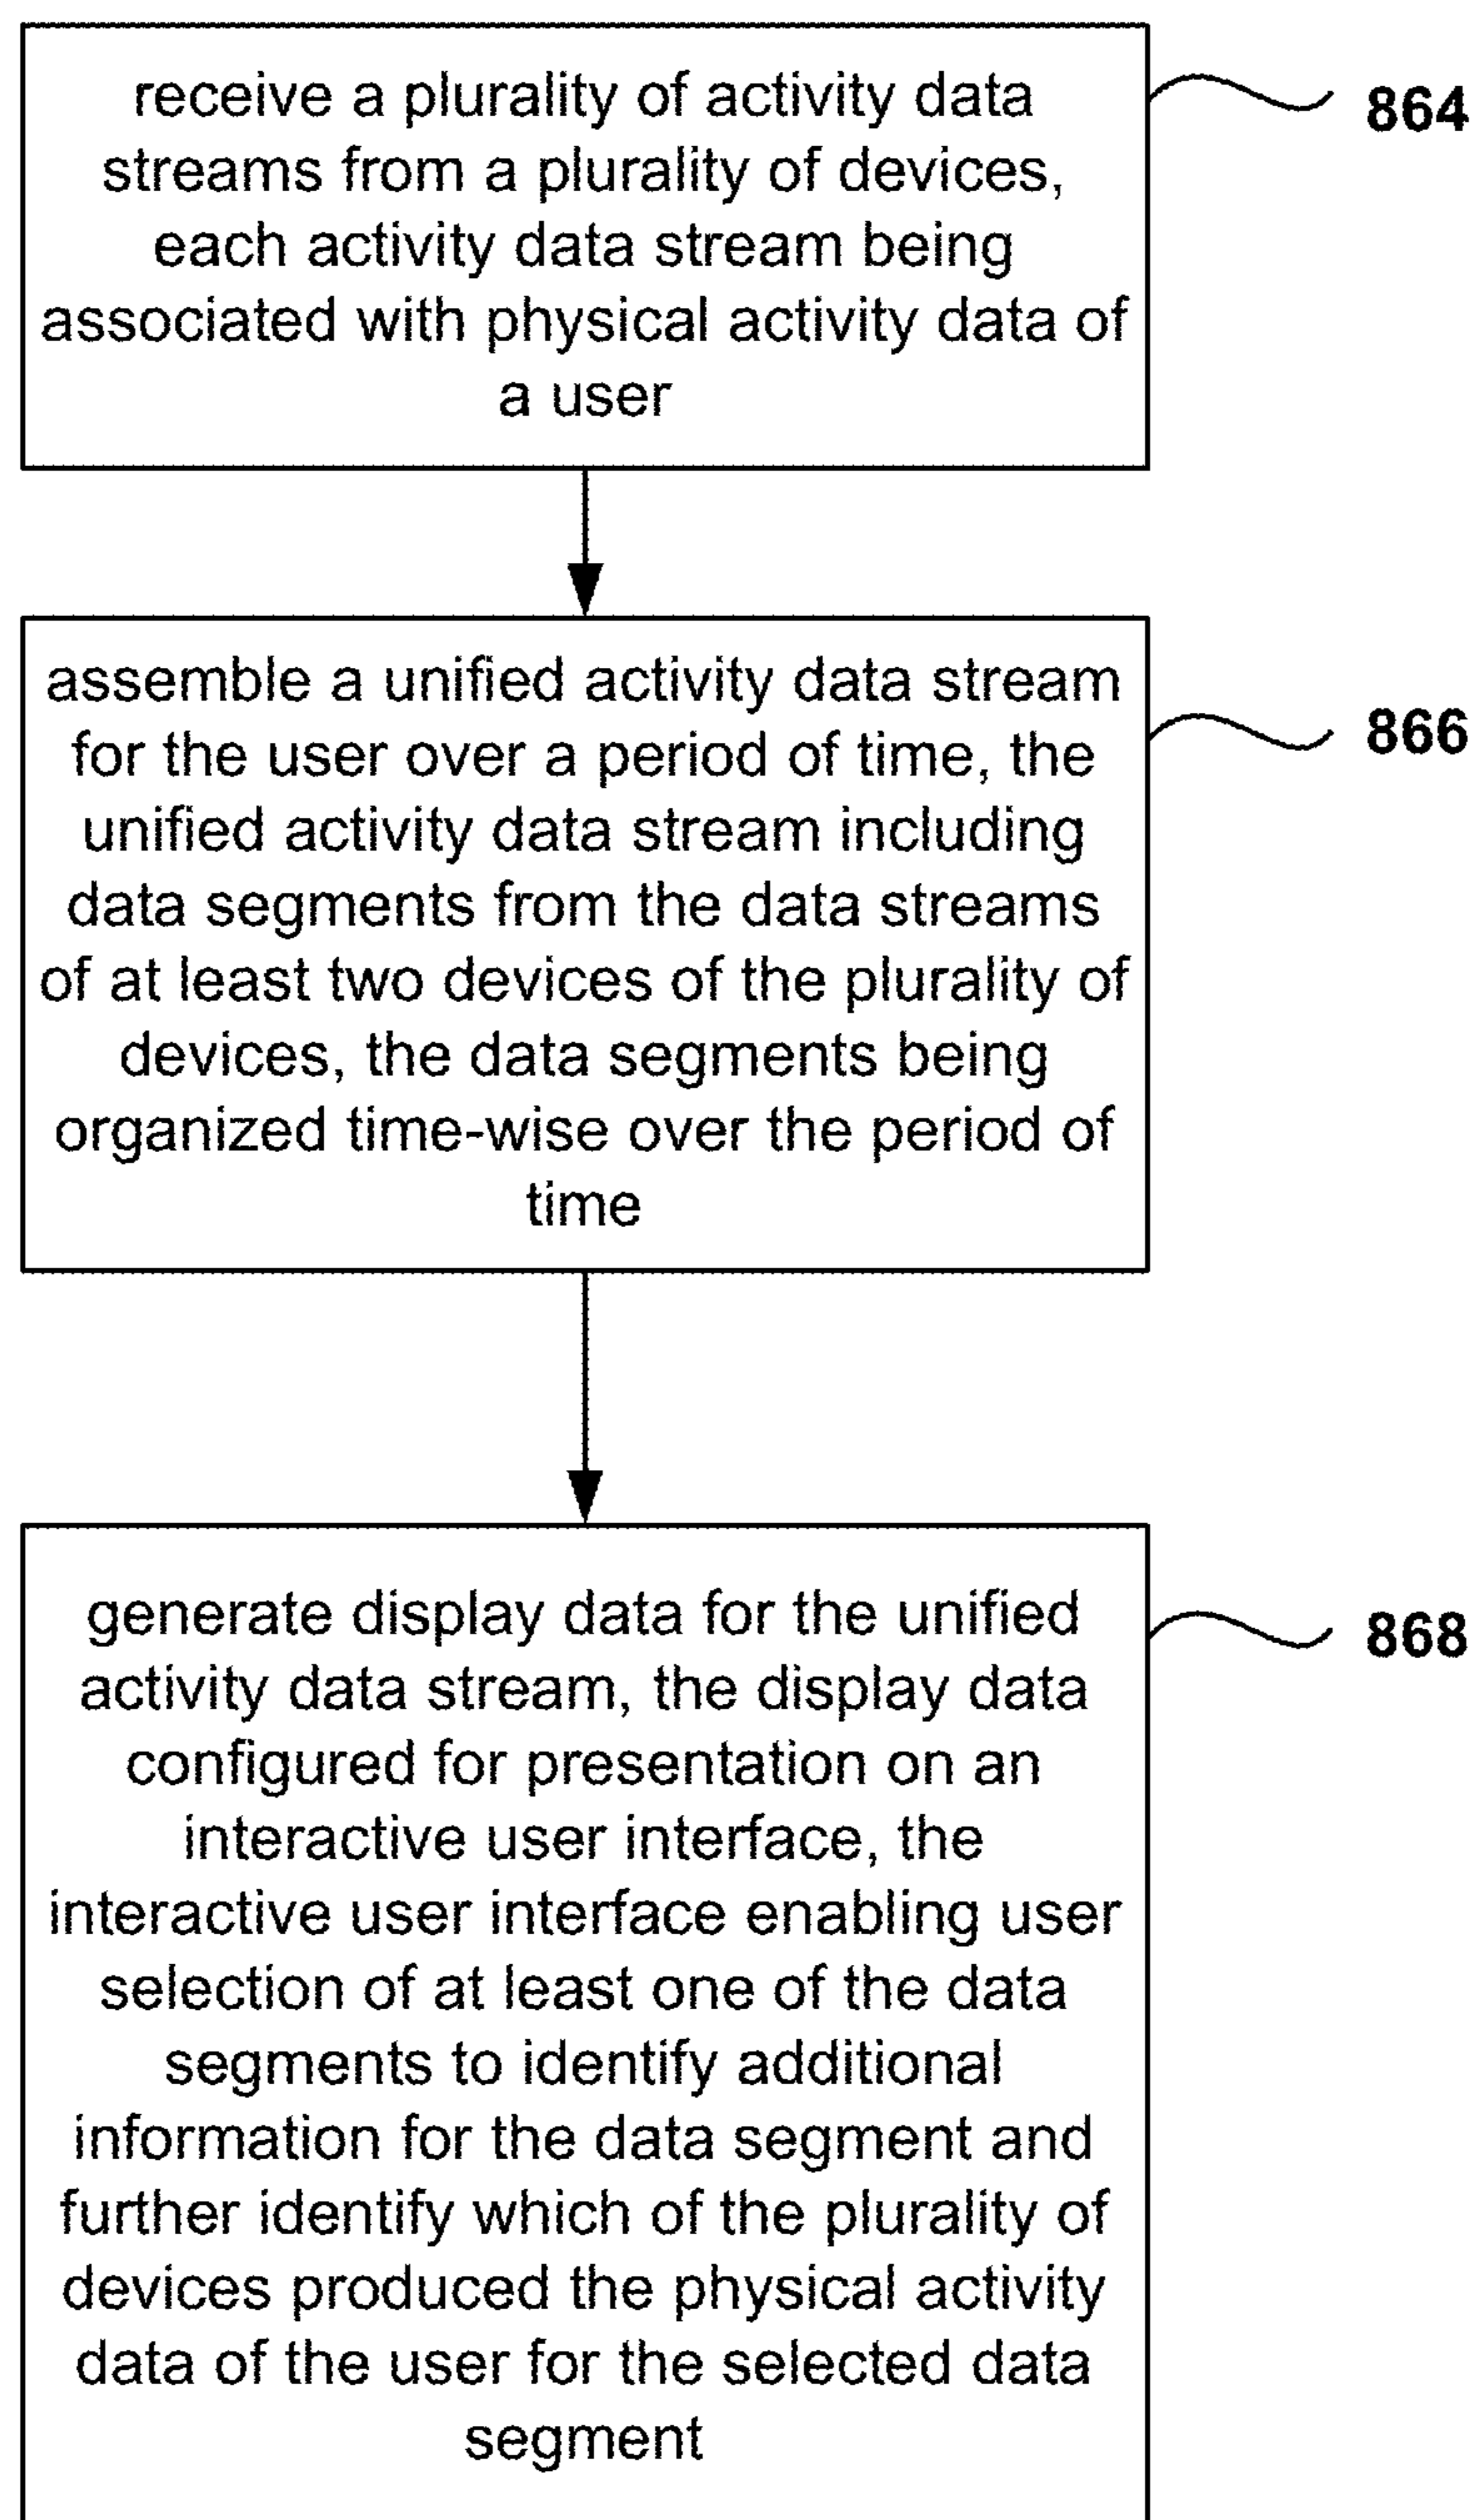 receive a plurality of activity data
streams from a plurality of devices,
each activity data stream being
associated with physical activity data of
a user
864
assemble a unified activity data stream
for the user over a period of time, the
unified activity data stream including
data segments from the data streams
of at least two devices of the plurality of
devices, the data segments being
organized time-wise over the period of
time
866
generate display data for the unified
activity data stream, the display data
configured for presentation on an
interactive user interface, the
interactive user interface enabling user
selection of at least one of the data
segments to identify additional
information for the data segment and
further identify which of the plurality of
devices produced the physical activity
data of the user for the selected data
segment
868